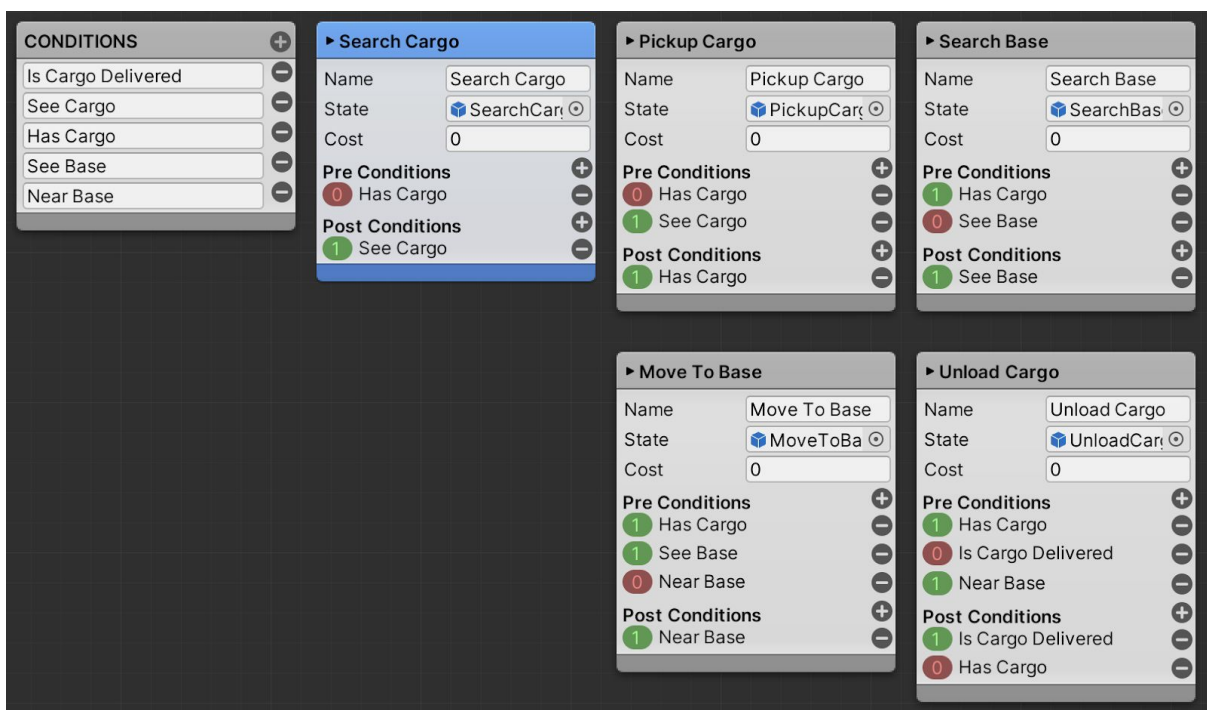 CONDITIONS
Is Cargo Delivered
See Cargo
Has Cargo
See Base
Near Base
Search Cargo
Name Search Cargo
State SearchCar
Cost 0
Pre Conditions
0 Has Cargo
Post Conditions
1 See Cargo
Pickup Cargo
Name Pickup Cargo
State PickupCar
Cost 0
Pre Conditions
0 Has Cargo
1 See Cargo
Post Conditions
1 Has Cargo
Search Base
Name Search Base
State SearchBas
Cost 0
Pre Conditions
1 Has Cargo
0 See Base
Post Conditions
1 See Base
Move To Base
Name Move To Base
State MoveToBa
Cost 0
Pre Conditions
1 Has Cargo
1 See Base
0 Near Base
Post Conditions
1 Near Base
Unload Cargo
Name Unload Cargo
State UnloadCar
Cost 0
Pre Conditions
1 Has Cargo
0 Is Cargo Delivered
1 Near Base
Post Conditions
1 Is Cargo Delivered
0 Has Cargo